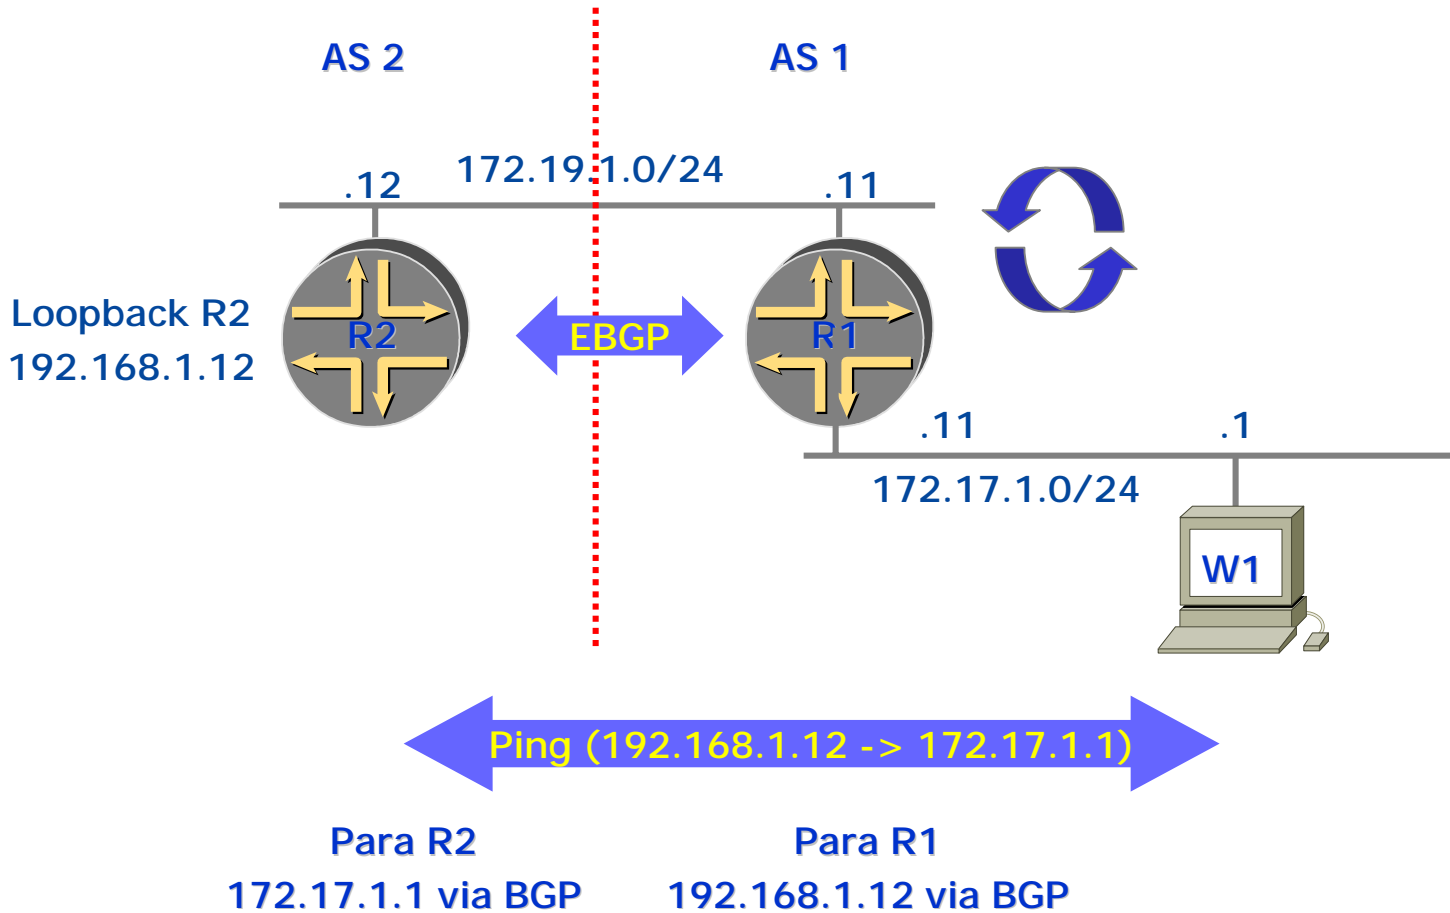 AS 2
AS 1
172.19.1.0/24
.12
.11
Loopback R2
192.168.1.12
R2
EBGP
R1
.11
.1
172.17.1.0/24
W1
Ping (192.168.1.12 -> 172.17.1.1)
Para R2
172.17.1.1 via BGP
Para R1
192.168.1.12 via BGP